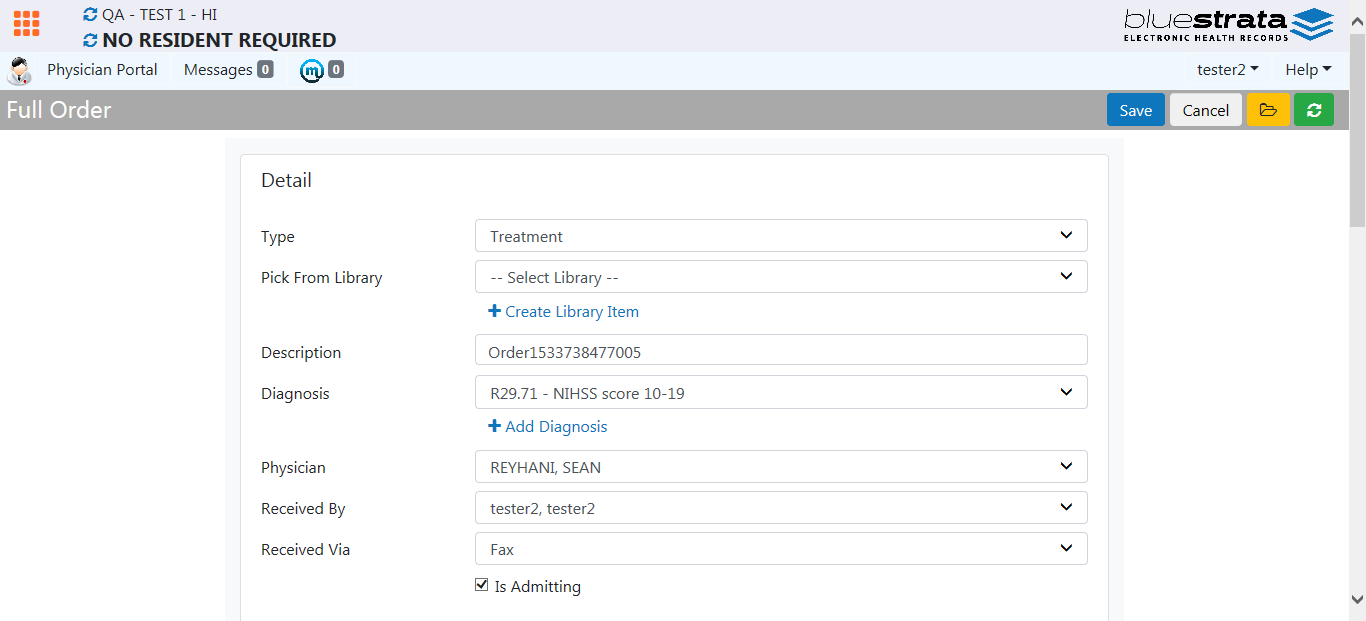 QA - TEST 1 - HI
NO RESIDENT REQUIRED
bluestrata
ELECTRONIC HEALTH RECORDS
Physician Portal Messages 0 m 0 tester2 Help
Full Order Save Cancel
Detail
Type Treatment
Pick From Library -- Select Library --
Create Library Item
Description Order1533738477005
Diagnosis R29.71 - NIHSS score 10-19
Add Diagnosis
Physician REYHANI, SEAN
Received By tester2, tester2
Received Via Fax
Is Admitting